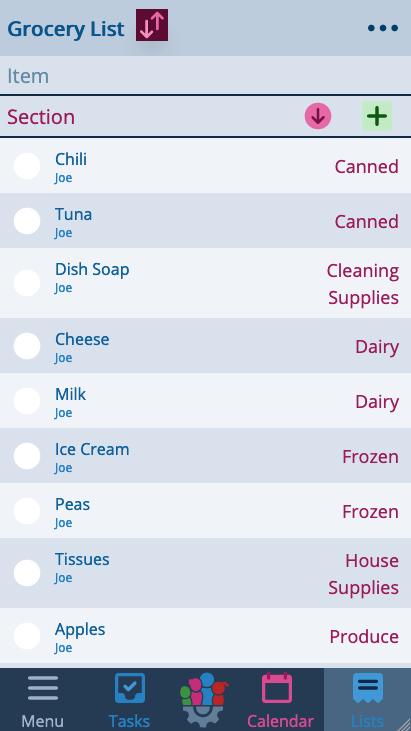 Grocery List
Item
Section
Chili
Joe
Canned
Tuna
Joe
Canned
Dish Soap
Joe
Cleaning
Supplies
Cheese
Joe
Dairy
Milk
Joe
Dairy
Ice Cream
Joe
Frozen
Peas
Joe
Frozen
Tissues
Joe
House
Supplies
Apples
Joe
Produce
Menu
Tasks
Calendar
Lists